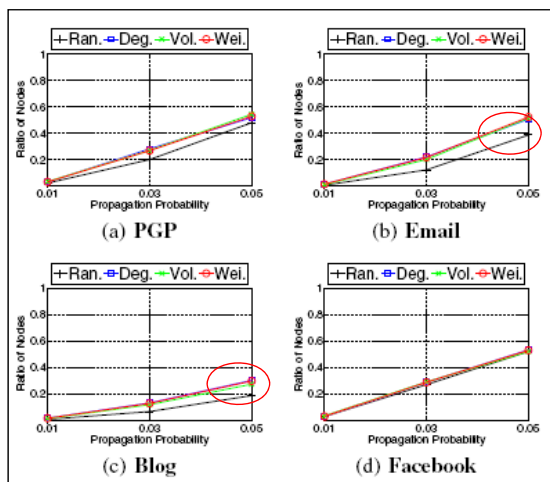 Ran. Deg. Vol. Wei.
Ratio of Nodes
1
0.8
0.6
0.4
0.2
0.01 0.03 0.05
Propagation Probability
(a) PGP
Ran. Deg. Vol. Wei.
Ratio of Nodes
1
0.8
0.6
0.4
0.2
0.01 0.03 0.05
Propagation Probability
(b) Email
Ran. Deg. Vol. Wei.
Ratio of Nodes
1
0.8
0.6
0.4
0.2
0.01 0.03 0.05
Propagation Probability
(c) Blog
Ran. Deg. Vol. Wei.
Ratio of Nodes
1
0.8
0.6
0.4
0.2
0.01 0.03 0.05
Propagation Probability
(d) Facebook